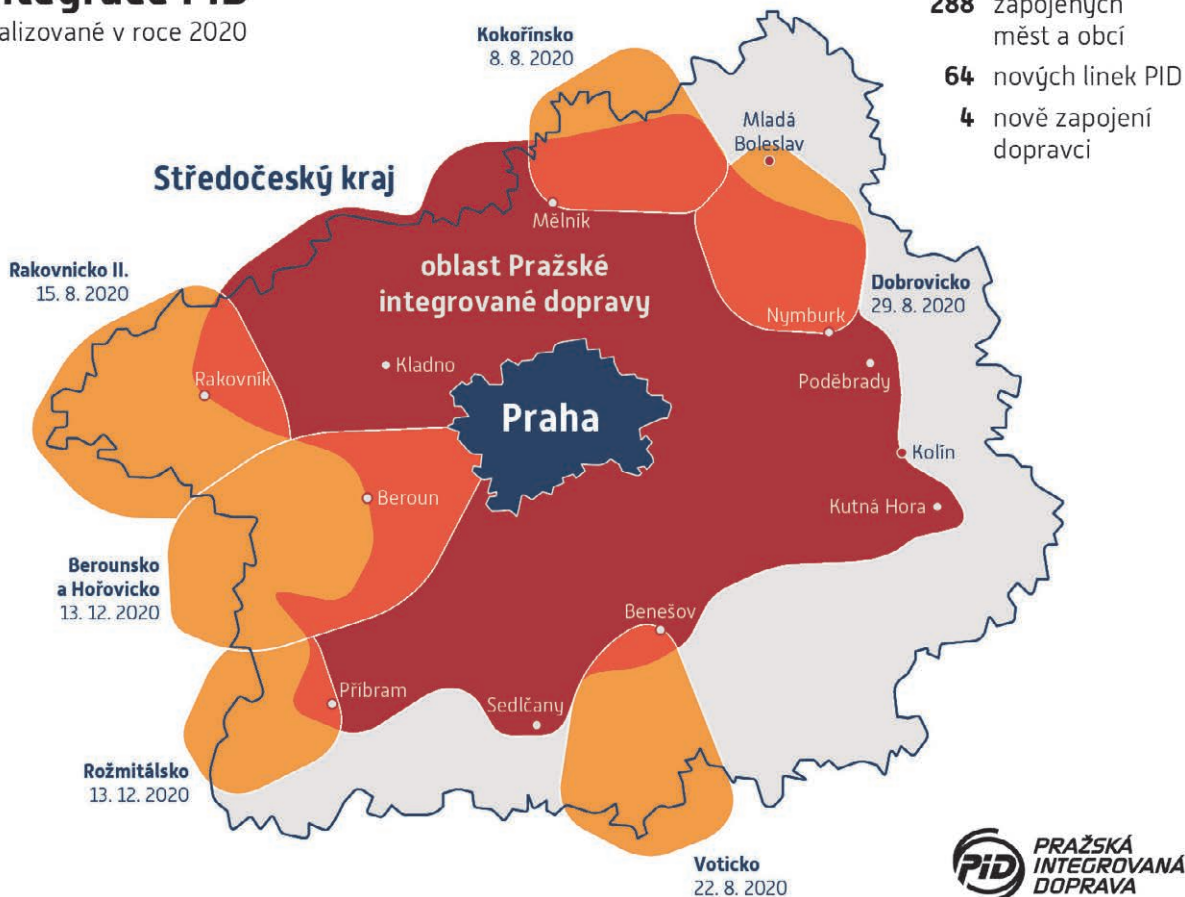 alizované v roce 2020
288 zapojených
měst a obcí
64 nových linek PID
4 nově zapojení
dopravci
Kokořínsko
8. 8. 2020
Mladá
Boleslav
Středočeský kraj
Mělník
Rakovnicko II.
15. 8. 2020
oblast Pražské
integrované dopravy
Dobrovicko
29. 8. 2020
Nymburk
Kladno
Poděbrady
Rakovník
Praha
Kolín
Beroun
Kutná Hora
Berounsko
a Hořovicko
13. 12. 2020
Benešov
Příbram
Sedlčany
Rožmitálsko
13. 12. 2020
Voticko
22. 8. 2020
PID
PRAŽSKÁ
INTEGROVANÁ
DOPRAVA